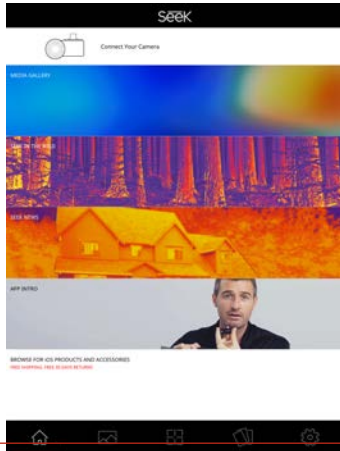 Seek
Connect Your Camera
MEDIA GALLERY
SEEK IN THE WILD
SEEK NEWS
APP INTRO
BROWSE FOR iOS PRODUCTS AND ACCESSORIES
FREE SHIPPING, FREE 30 DAYS RETURNS